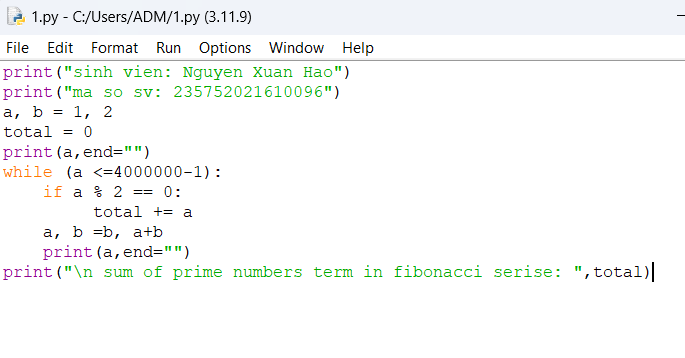 1.py - C:/Users/ADM/1.py (3.11.9)
File Edit Format Run Options Window Help
print("sinh vien: Nguyen Xuan Hao")
print("ma so sv: 235752021610096")
a, b = 1, 2
total = 0
print(a,end="")
while (a <=4000000-1):
    if a % 2 == 0:
         total += a
    a, b =b, a+b
    print(a,end="")
print("\n sum of prime numbers term in fibonacci serise: ",total)